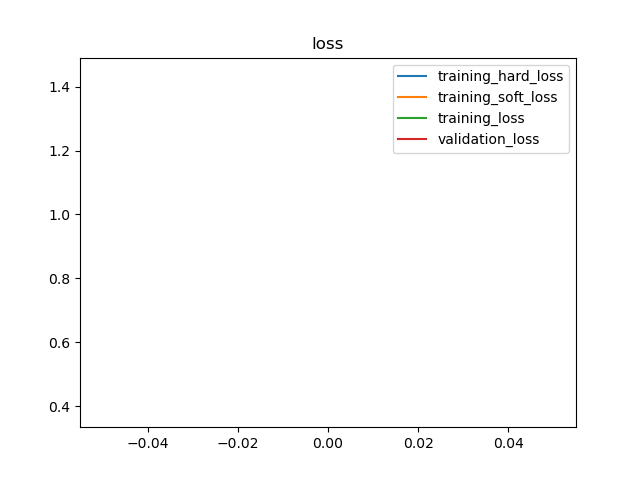 loss
training_hard_loss
training_soft_loss
training_loss
validation_loss
1.4
1.2
1.0
0.8
0.6
0.4
−0.04 −0.02 0.00 0.02 0.04